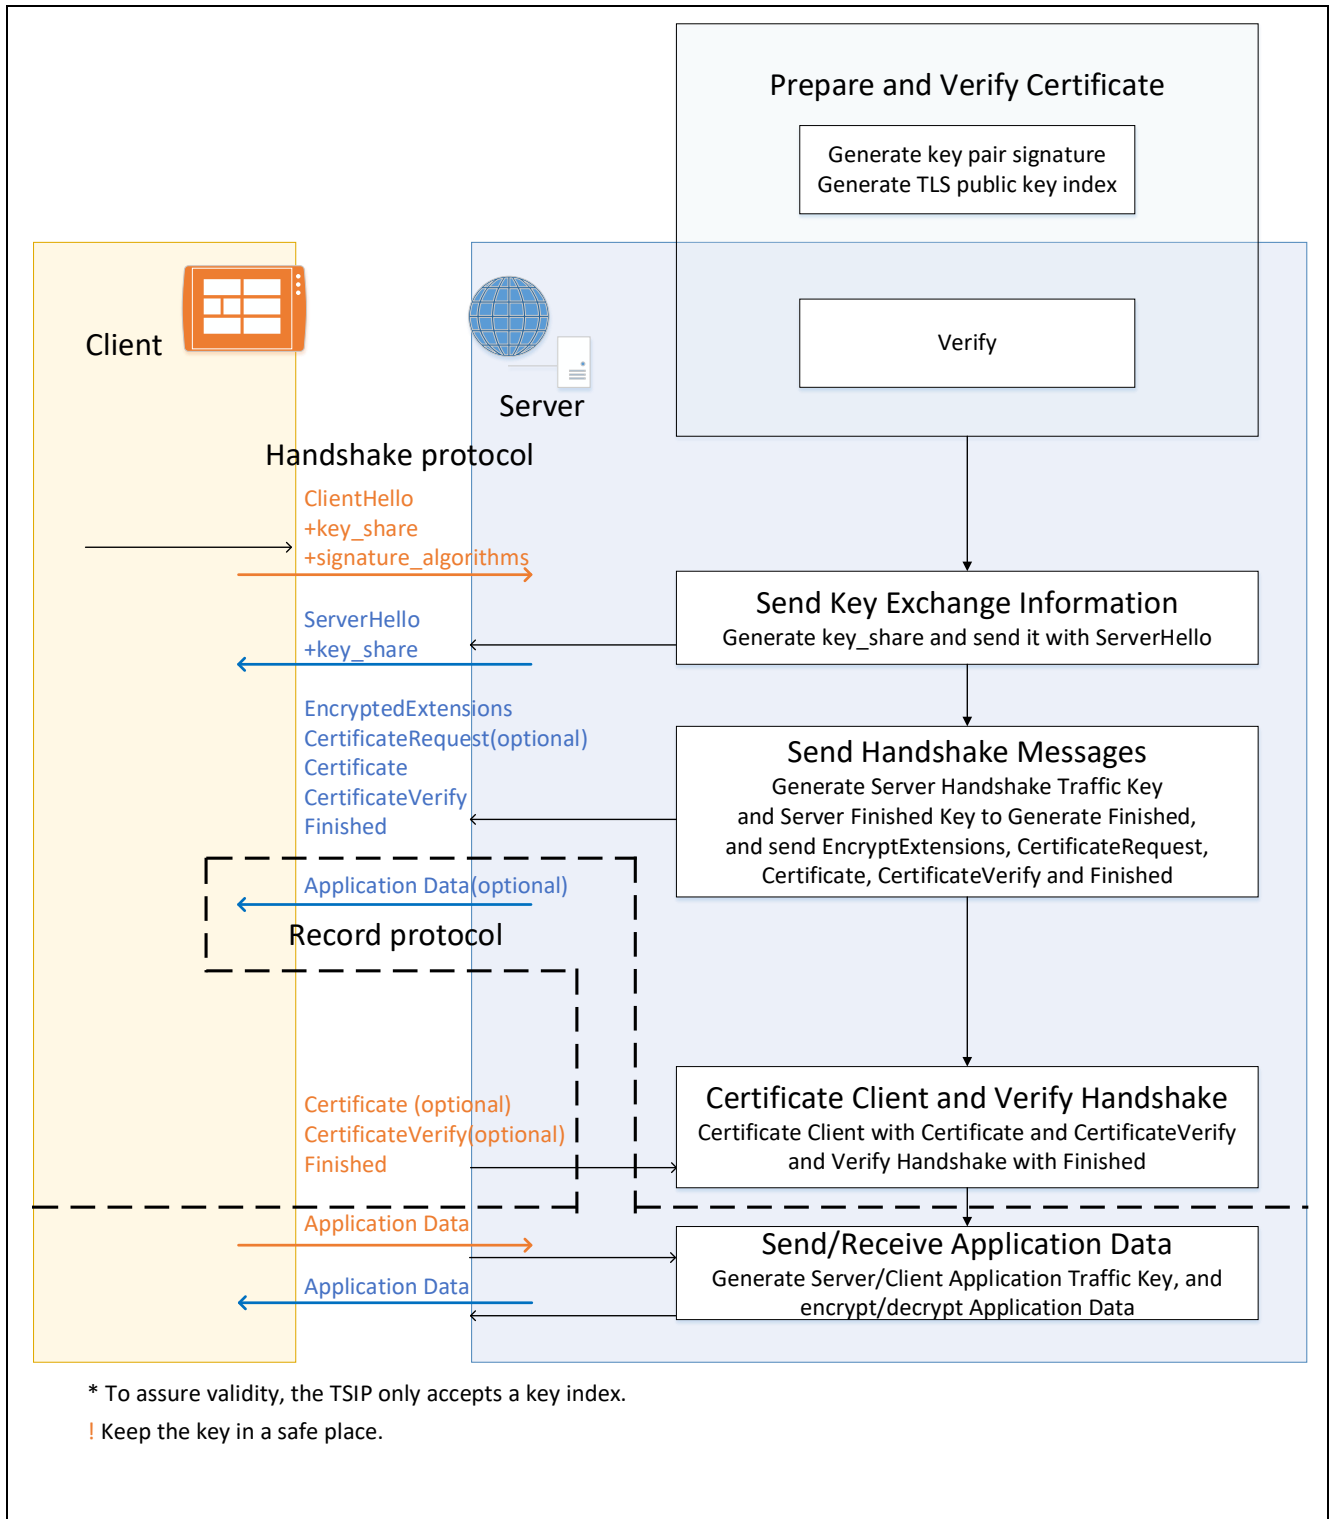 Prepare and Verify Certificate
Generate key pair signature
Generate TLS public key index
Verify
Client
Server
Handshake protocol
ClientHello
+key_share
+signature_algorithms
Send Key Exchange Information
Generate key_share and send it with ServerHello
ServerHello
+key_share
EncryptedExtensions
CertificateRequest(optional)
Certificate
CertificateVerify
Finished
Send Handshake Messages
Generate Server Handshake Traffic Key
and Server Finished Key to Generate Finished,
and send EncryptExtensions, CertificateRequest,
Certificate, CertificateVerify and Finished
Application Data(optional)
Record protocol
Certificate (optional)
CertificateVerify(optional)
Finished
Certificate Client and Verify Handshake
Certificate Client with Certificate and CertificateVerify
and Verify Handshake with Finished
Application Data
Application Data
Send/Receive Application Data
Generate Server/Client Application Traffic Key, and
encrypt/decrypt Application Data
* To assure validity, the TSIP only accepts a key index.
! Keep the key in a safe place.